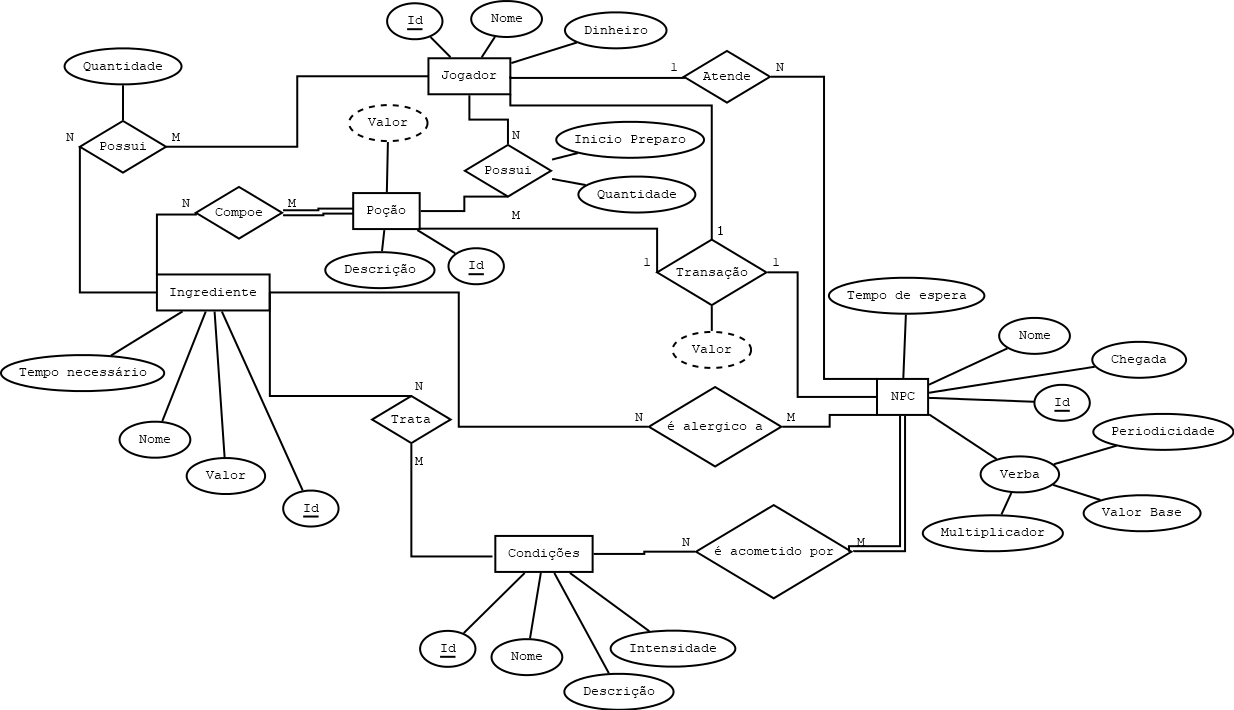 Id
Nome
Dinheiro
Quantidade
Jogador
1
Atende
N
Valor
N
Possui
M
N
Inicio Preparo
Possui
Quantidade
N
Compoe
M
Poção
M
1
Descrição
Id
1
Transação
1
Ingrediente
Tempo de espera
Valor
Nome
Chegada
Tempo necessário
N
Trata
M
N
é alergico a
M
NPC
Id
Nome
Valor
Id
Verba
Periodicidade
Valor Base
Multiplicador
Condições
N
é acometido por
M
Id
Nome
Intensidade
Descrição